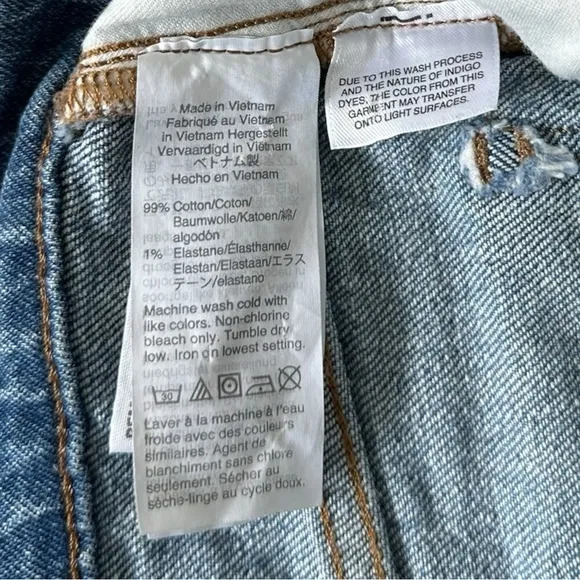 Made in Vietnam
Fabriqué au Vietnam
in Vietnam Hergestellt
Vervaardigd in Viëtnam
ベトナム製
Hecho en Vietnam
99% Cotton/Coton/
Baumwolle/Katoen/綿/
algodón
1% Elastane/Élasthanne/
Elastan/Elastaan/エラス
テーン/elastano
Machine wash cold with
like colors. Non-chlorine
bleach only. Tumble dry
low. Iron on lowest setting.
30
Laver à la machine à l'eau
froide avec des couleurs
similaires. Agent de
blanchiment sans chlore
seulement. Sécher au
sèche-linge au cycle doux.
DUE TO THIS WASH PROCESS
AND THE NATURE OF INDIGO
DYES, THE COLOR FROM THIS
GARMENT MAY TRANSFER
ONTO LIGHT SURFACES.